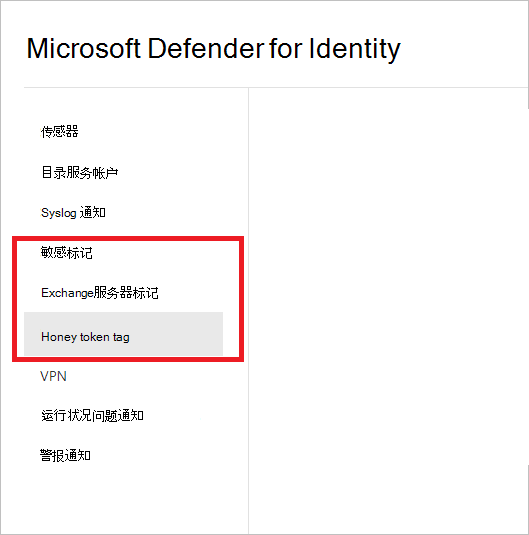 Microsoft Defender for Identity
传感器
目录服务帐户
Syslog 通知
敏感标记
Exchange服务器标记
Honey token tag
VPN
运行状况问题通知
警报通知